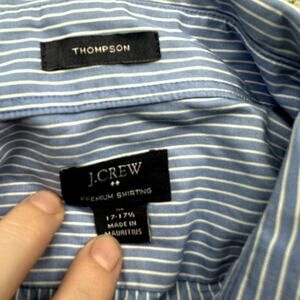 THOMPSON
J.CREW
PREMIUM SHIRTING
17-17½
MADE IN
MAURITIUS